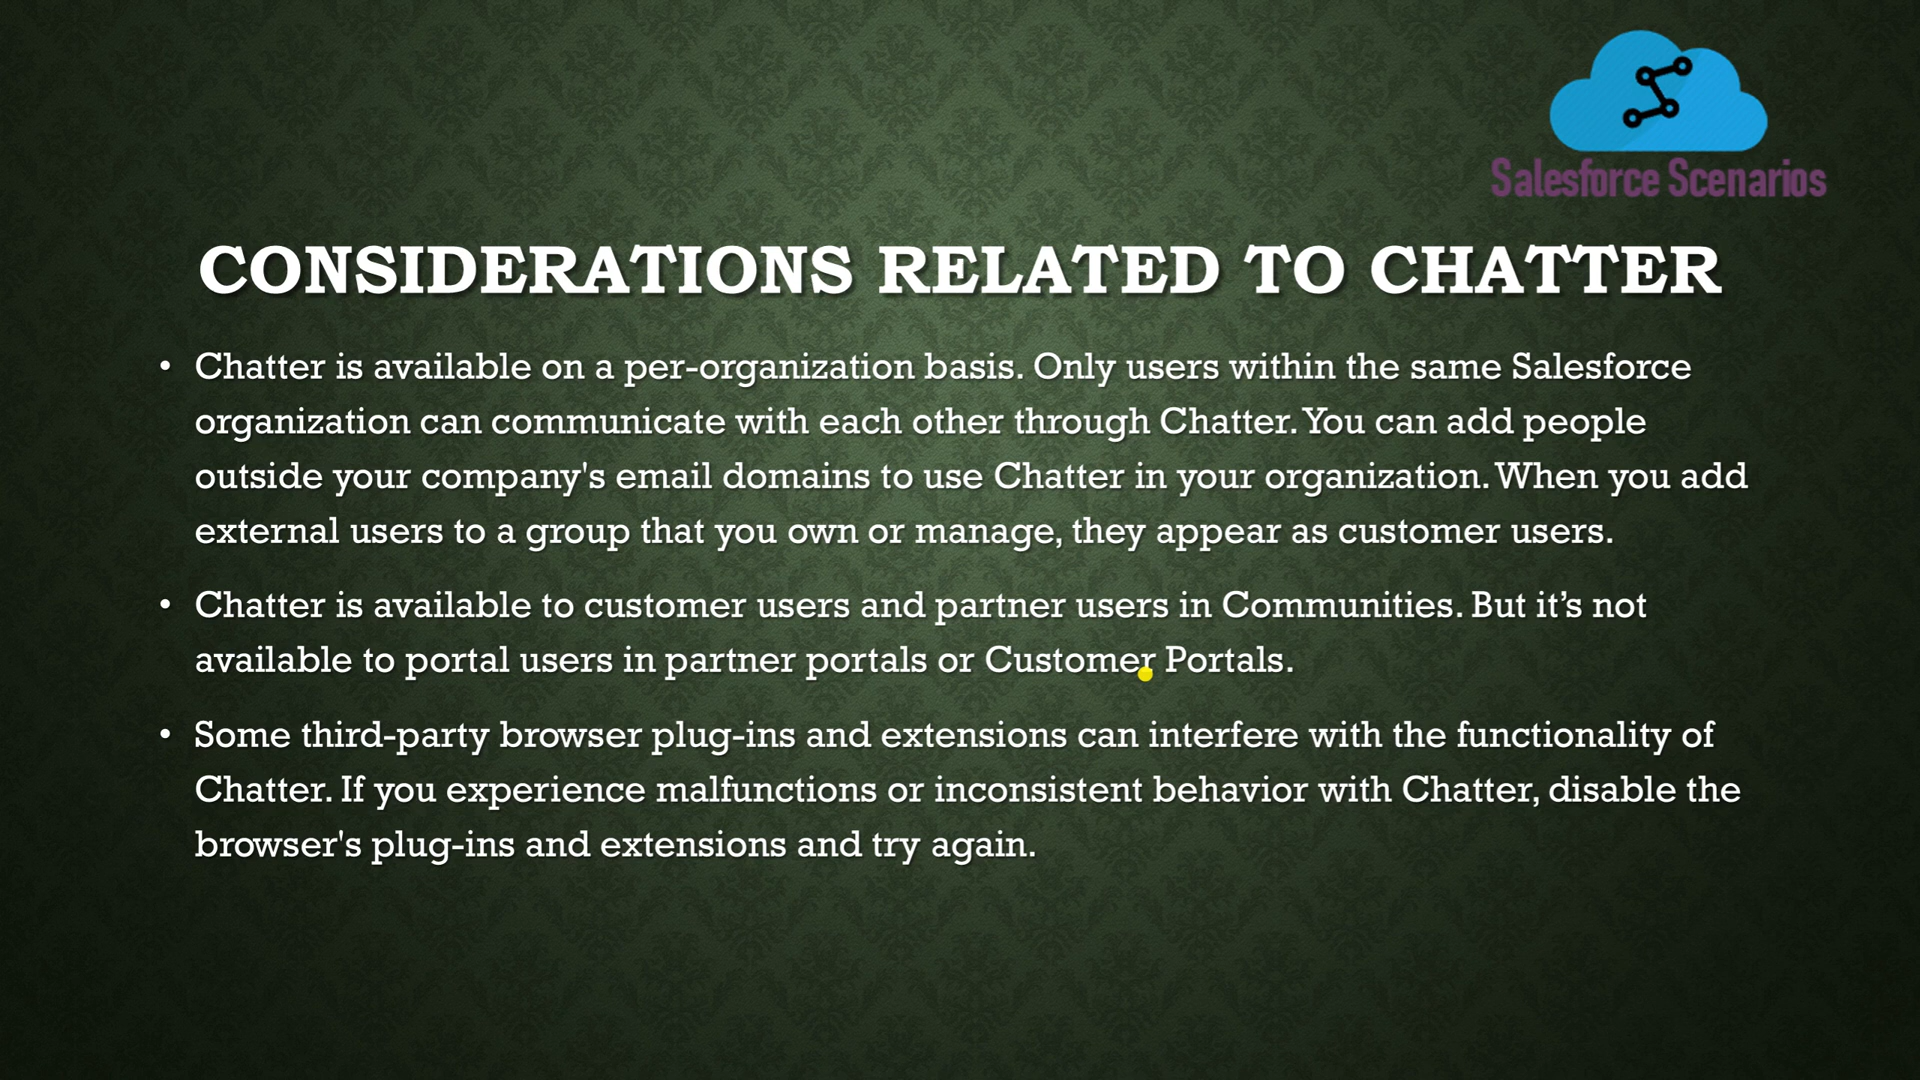 Salesforce Scenarios
CONSIDERATIONS RELATED TO CHATTER
• Chatter is available on a per-organization basis. Only users within the same Salesforce
organization can communicate with each other through Chatter. You can add people
outside your company's email domains to use Chatter in your organization. When you add
external users to a group that you own or manage, they appear as customer users.
• Chatter is available to customer users and partner users in Communities. But it’s not
available to portal users in partner portals or Customer Portals.
• Some third-party browser plug-ins and extensions can interfere with the functionality of
Chatter. If you experience malfunctions or inconsistent behavior with Chatter, disable the
browser's plug-ins and extensions and try again.